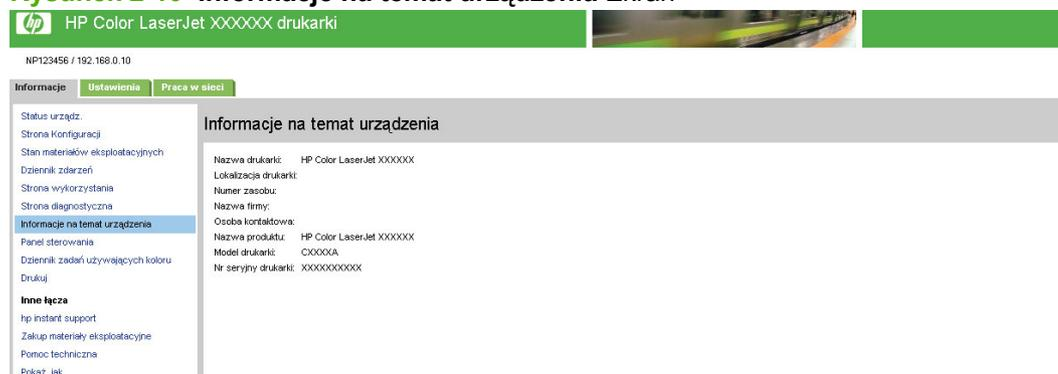 HP Color LaserJet XXXXXX drukarki
NP123456 / 192.168.0.10
Informacje Ustawienia Praca w sieci
Status urządz.
Strona Konfiguracji
Stan materiałów eksploatacyjnych
Dziennik zdarzeń
Strona wykorzystania
Strona diagnostyczna
Informacje na temat urządzenia
Panel sterowania
Dziennik zadań używających koloru
Drukuj
Inne łącza
hp instant support
Zakup materiały eksploatacyjne
Pomoc techniczna
Pokaż, jak
Informacje na temat urządzenia
Nazwa drukarki: HP Color LaserJet XXXXXX
Lokalizacja drukarki:
Numer zasobu:
Nazwa firmy:
Osoba kontaktowa:
Nazwa produktu: HP Color LaserJet XXXXXX
Model drukarki: CXXXXA
Nr seryjny drukarki: XXXXXXXXXX